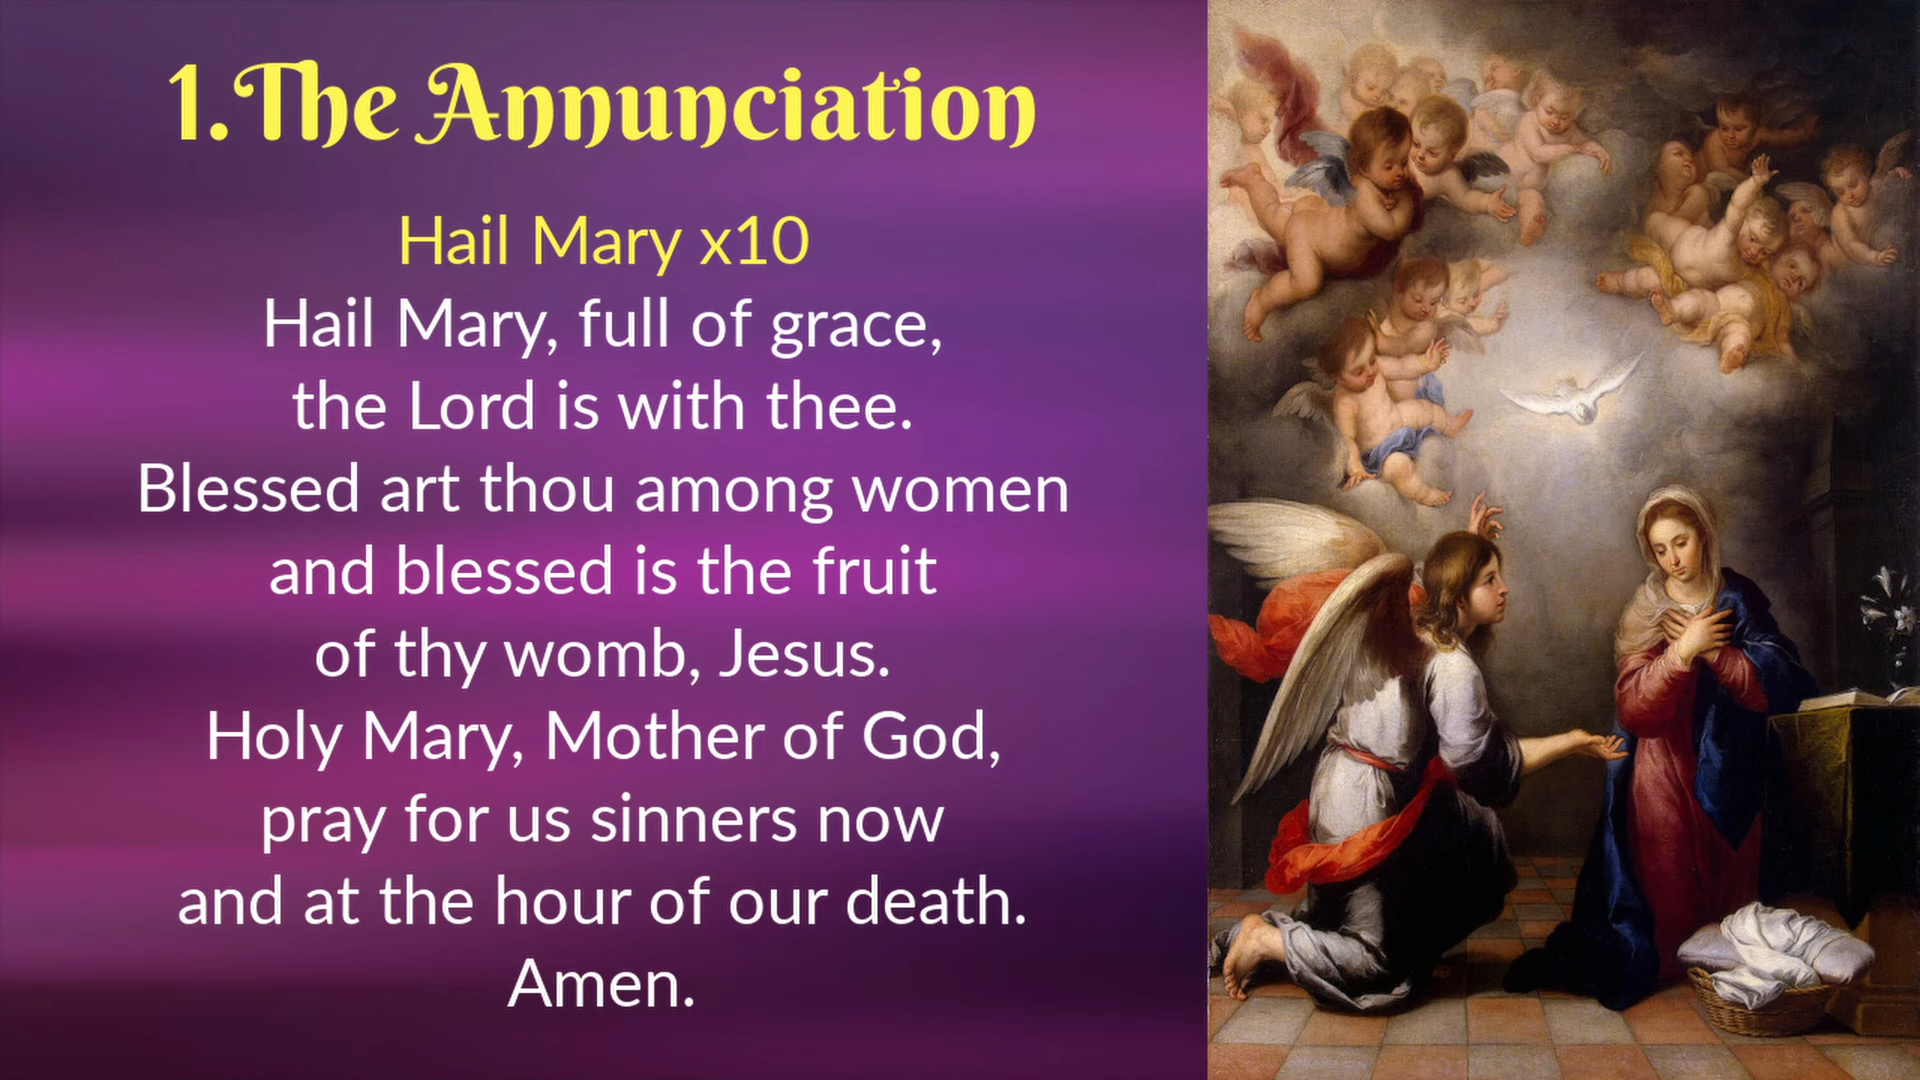 1.The Annunciation
Hail Mary x10
Hail Mary, full of grace,
the Lord is with thee.
Blessed art thou among women
and blessed is the fruit
of thy womb, Jesus.
Holy Mary, Mother of God,
pray for us sinners now
and at the hour of our death.
Amen.